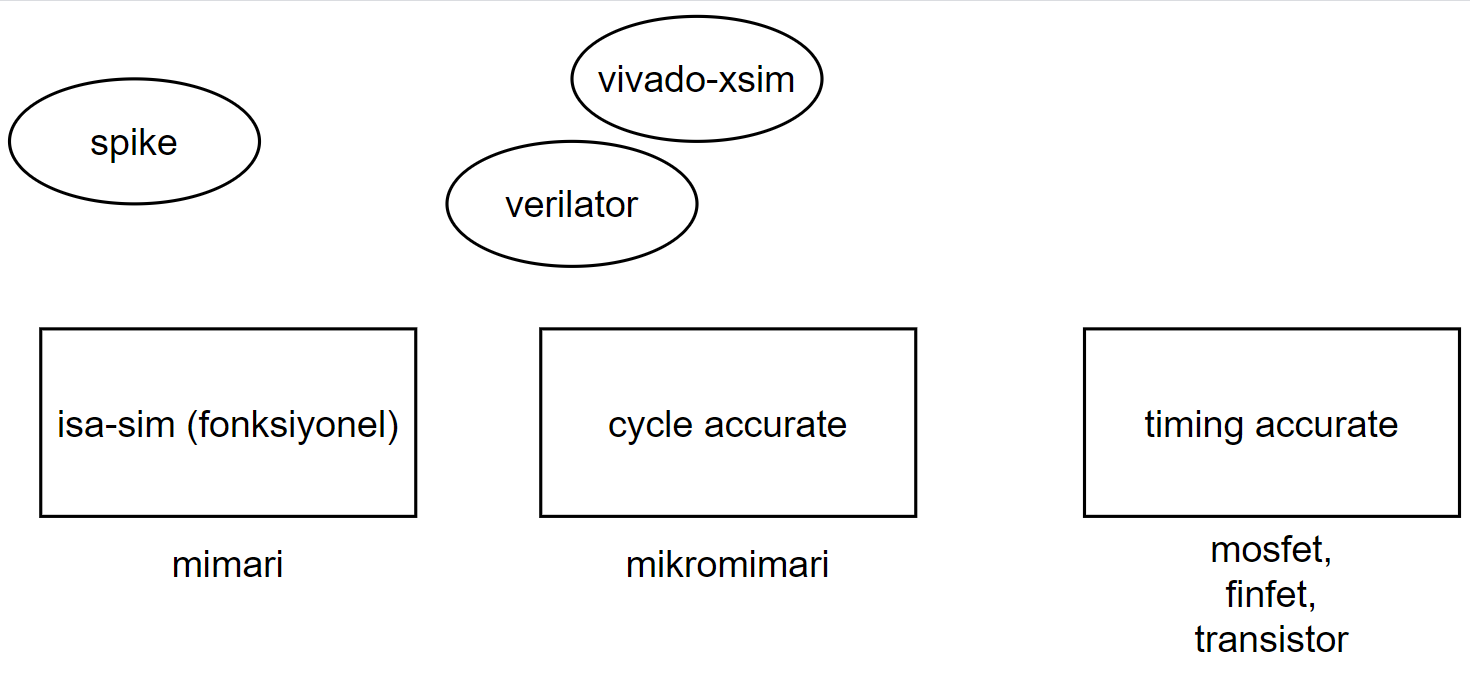 vivado-xsim
spike
verilator
isa-sim (fonksiyonel)
cycle accurate
timing accurate
mimari
mikromimari
mosfet,
finfet,
transistor